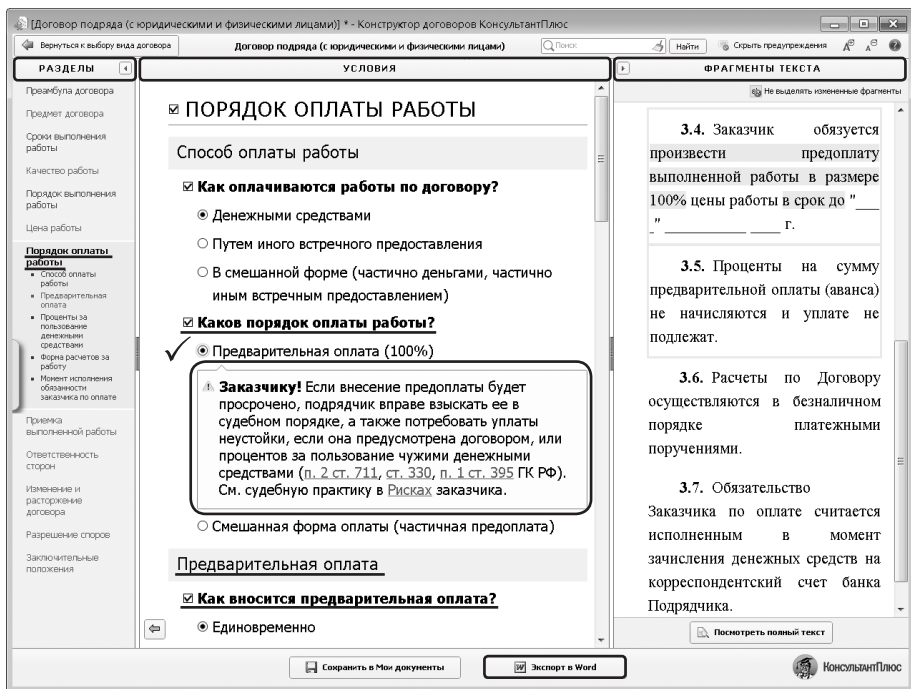 [Договор подряда (с юридическими и физическими лицами)] * - Конструктор договоров КонсультантПлюс
Вернуться к выбору вида договора
Договор подряда (с юридическими и физическими лицами)
Поиск
Найти
Скрыть предупреждения
РАЗДЕЛЫ
УСЛОВИЯ
ФРАГМЕНТЫ ТЕКСТА
Преамбула договора
Предмет договора
Сроки выполнения
работы
Качество работы
Порядок выполнения
работы
Цена работы
Порядок оплаты
работы
Способ оплаты
работы
Предварительная
оплата
Проценты за
пользование
денежными
средствами
Форма расчетов за
работу
Момент исполнения
обязанности
заказчика по оплате
Приемка
выполненной работы
Ответственность
сторон
Изменение и
расторжение
договора
Разрешение споров
Заключительные
положения
ПОРЯДОК ОПЛАТЫ РАБОТЫ
Способ оплаты работы
Как оплачиваются работы по договору?
Денежными средствами
Путем иного встречного предоставления
В смешанной форме (частично деньгами, частично
иным встречным предоставлением)
Каков порядок оплаты работы?
Предварительная оплата (100%)
Заказчику! Если внесение предоплаты будет
просрочено, подрядчик вправе взыскать ее в
судебном порядке, а также потребовать уплаты
неустойки, если она предусмотрена договором, или
процентов за пользование чужими денежными
средствами (п. 2 ст. 711, ст. 330, п. 1 ст. 395 ГК РФ).
См. судебную практику в Рисках заказчика.
Смешанная форма оплаты (частичная предоплата)
Предварительная оплата
Как вносится предварительная оплата?
Единовременно
Не выделять измененные фрагменты
3.4. Заказчик обязуется
произвести предоплату
выполненной работы в размере
100% цены работы в срок до "___
_" ____________ ____ г.
3.5. Проценты на сумму
предварительной оплаты (аванса)
не начисляются и уплате не
подлежат.
3.6. Расчеты по Договору
осуществляются в безналичном
порядке платежными
поручениями.
3.7. Обязательство
Заказчика по оплате считается
исполненным в момент
зачисления денежных средств на
корреспондентский счет банка
Подрядчика.
Посмотреть полный текст
Сохранить в Мои документы
Экспорт в Word
КонсультантПлюс